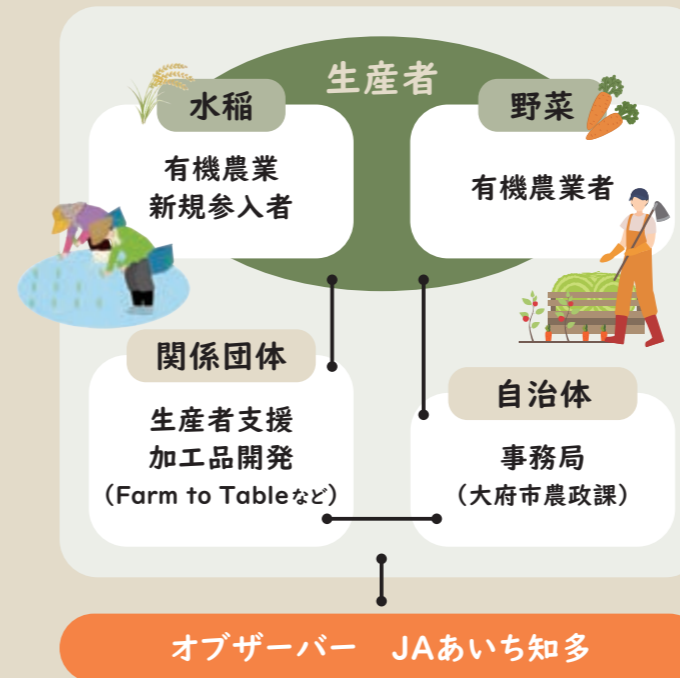 生産者
水稲
有機農業
新規参入者
野菜
有機農業者
関係団体
生産者支援
加工品開発
（Farm to Tableなど）
自治体
事務局
（大府市農政課）
オブザーバー　JAあいち知多